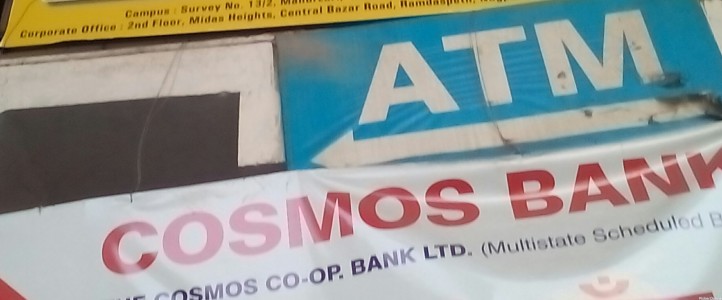 Campus : Survey No. 13/2,
Corporate Office : 2nd Floor, Midas Heights, Central Bazar Road, Ramdaspeth,
ATM
COSMOS BANK
COSMOS CO-OP. BANK LTD. (Multistate Scheduled